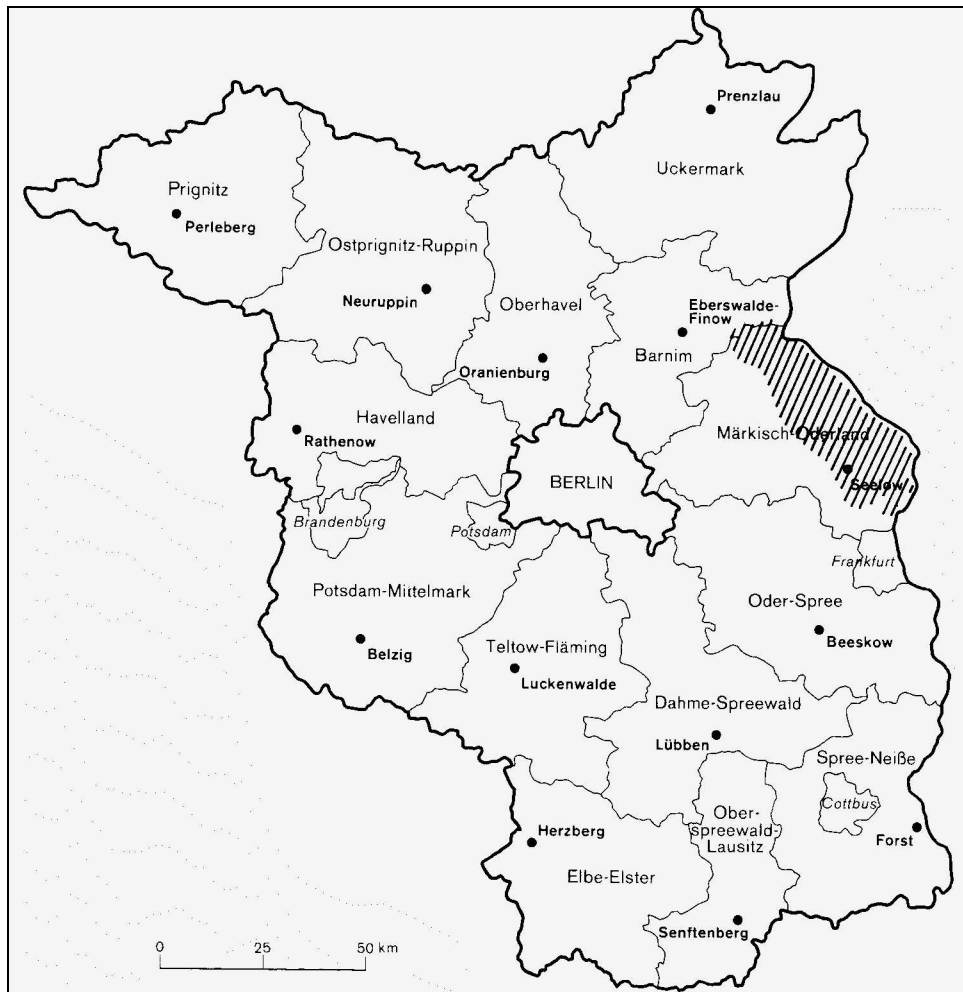 Prenzlau
Uckermark
Prignitz
Perleberg
Ostprignitz-Ruppin
Neuruppin
Oberhavel
Eberswalde-
Finow
Barnim
Oranienburg
Havelland
Rathenow
Märkisch-Oderland
Seelow
BERLIN
Brandenburg
Potsdam
Frankfurt
Potsdam-Mittelmark
Oder-Spree
Beeskow
Belzig
Teltow-Fläming
Luckenwalde
Dahme-Spreewald
Lübben
Spree-Neiße
Cottbus
Forst
Ober-
spreewald-
Lausitz
Herzberg
Elbe-Elster
Senftenberg
0 25 50 km